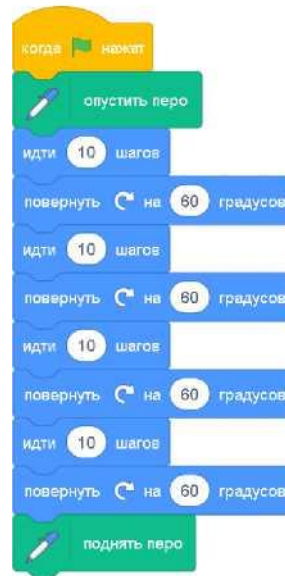 когда нажат
опустить перо
идти 10 шагов
повернуть на 60 градусов
идти 10 шагов
повернуть на 60 градусов
идти 10 шагов
повернуть на 60 градусов
идти 10 шагов
повернуть на 60 градусов
поднять перо